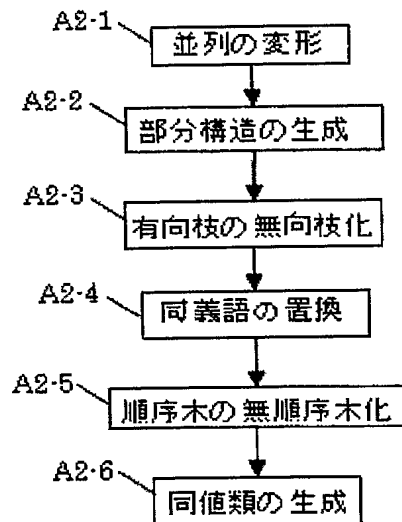 A2-1
並列の変形
A2-2
部分構造の生成
A2-3
有向枝の無向枝化
A2-4
同義語の置換
A2-5
順序木の無順序木化
A2-6
同値類の生成